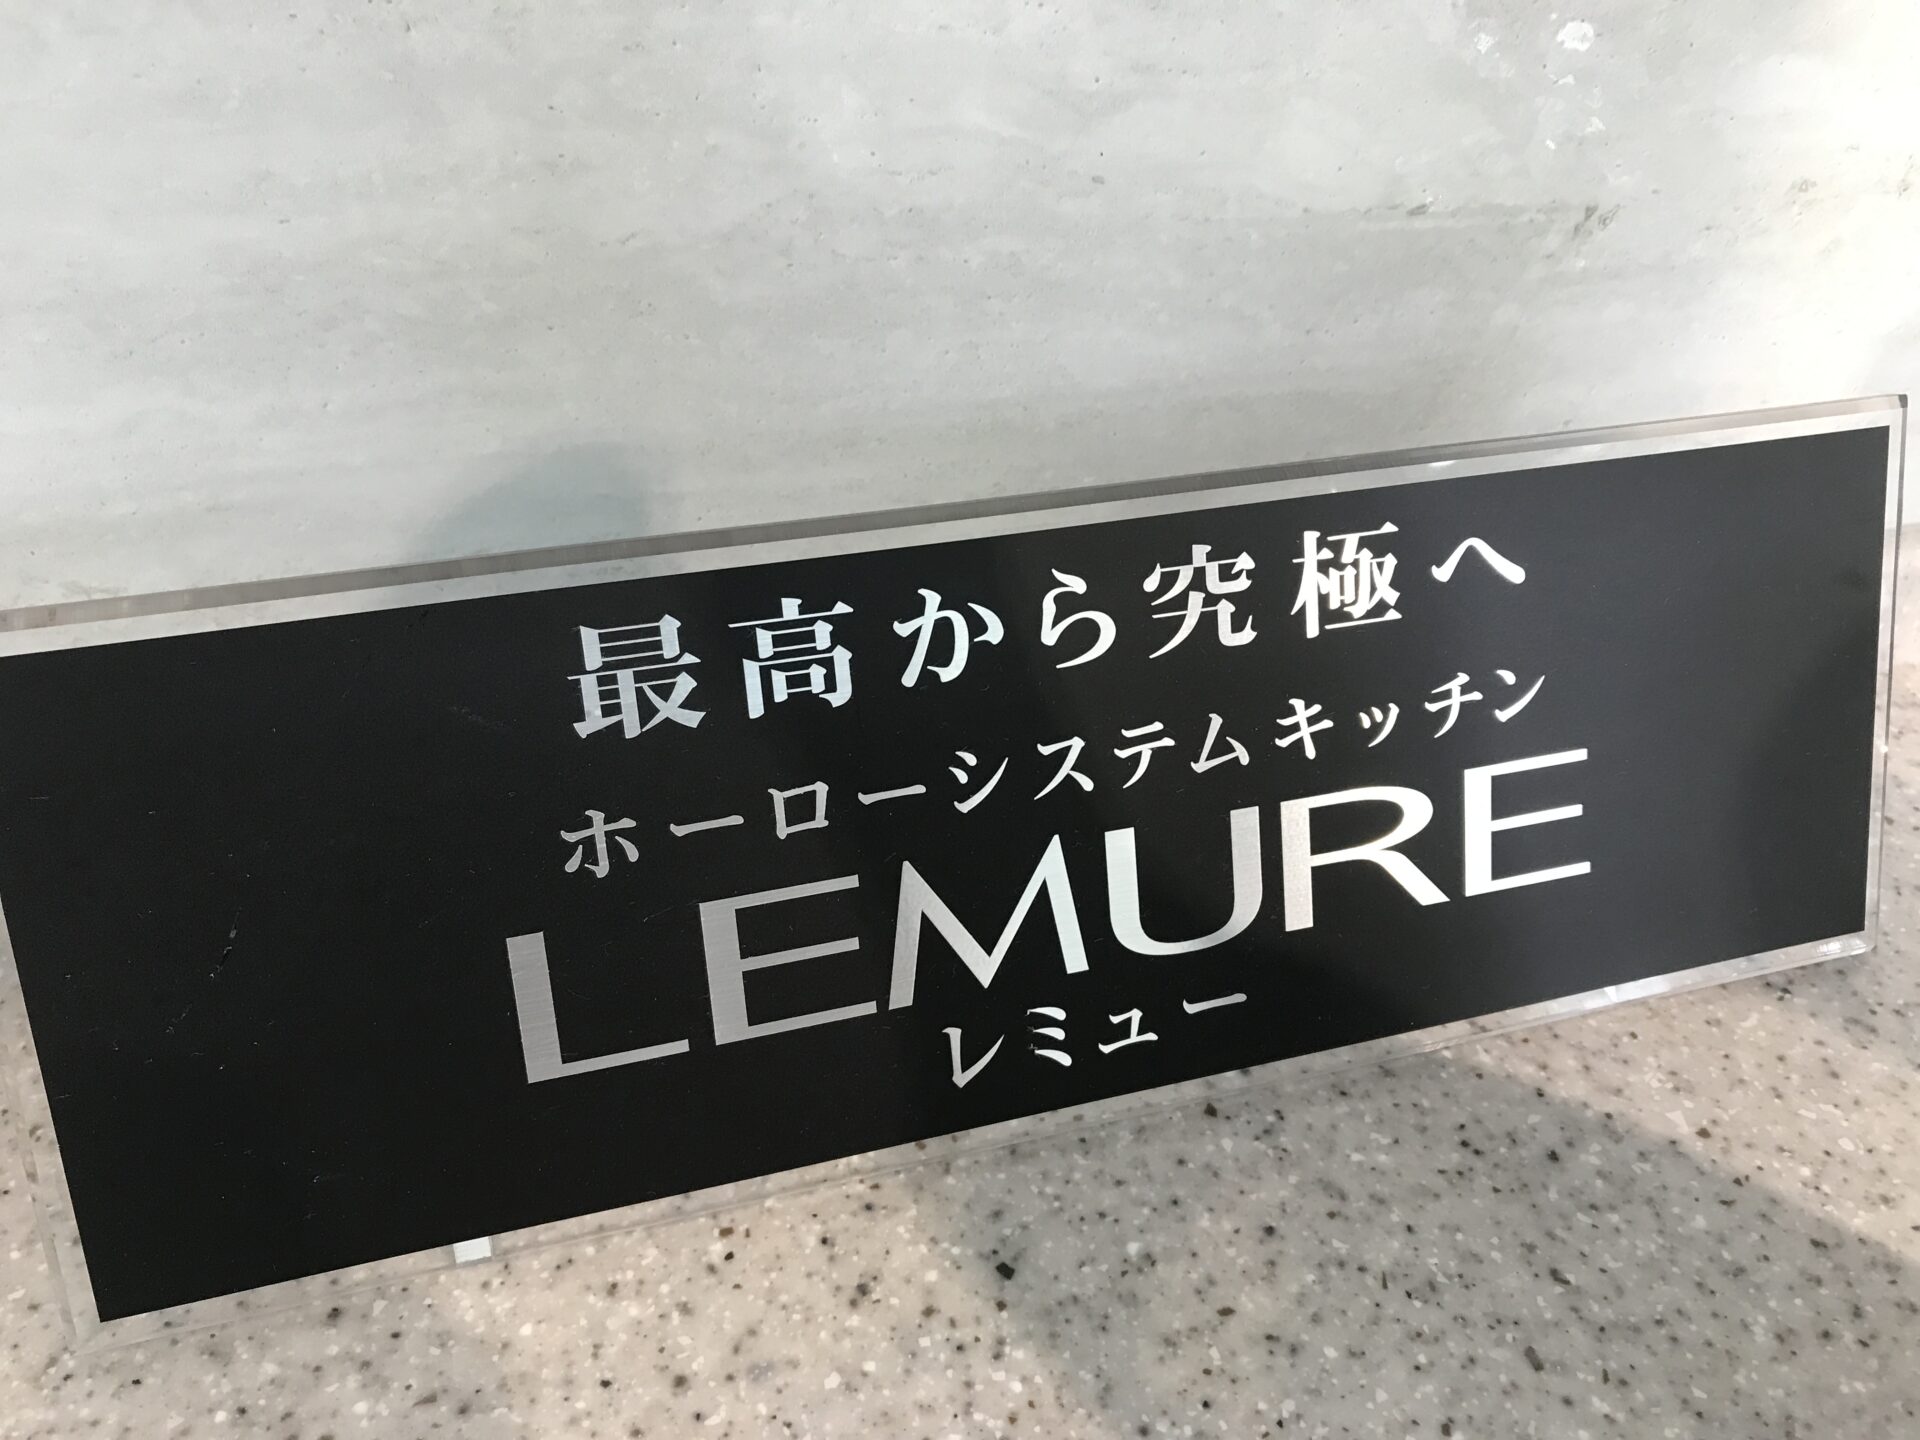 最高から究極へ
ホーローシステムキッチン
LEMURE
レミュー